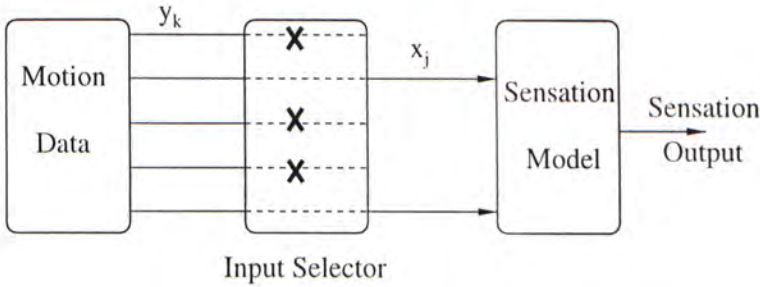 y_k
Motion
Data
x_j
Sensation
Model
Sensation
Output
Input Selector